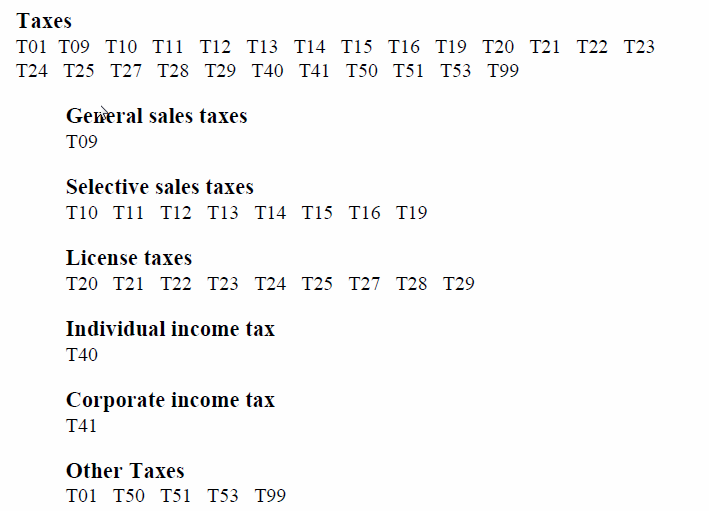 Taxes
T01 T09 T10 T11 T12 T13 T14 T15 T16 T19 T20 T21 T22 T23
T24 T25 T27 T28 T29 T40 T41 T50 T51 T53 T99
General sales taxes
T09
Selective sales taxes
T10 T11 T12 T13 T14 T15 T16 T19
License taxes
T20 T21 T22 T23 T24 T25 T27 T28 T29
Individual income tax
T40
Corporate income tax
T41
Other Taxes
T01 T50 T51 T53 T99